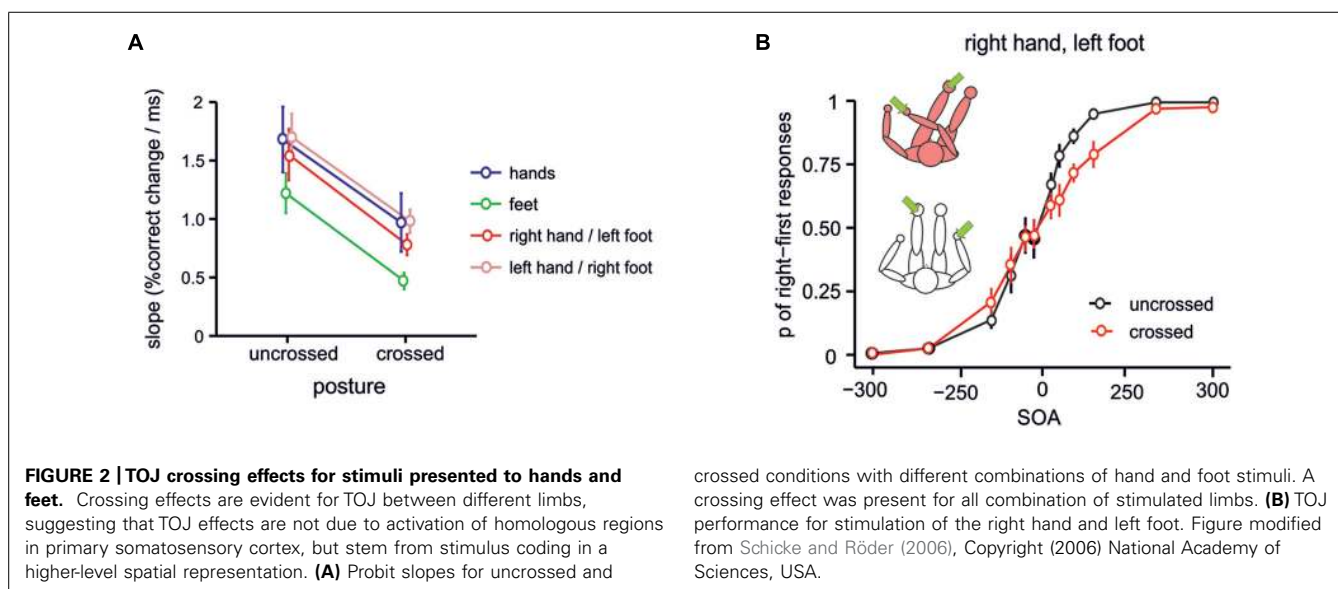 A
slope (%correct change / ms)
2
1.5
1.0
0.5
0
uncrossed
crossed
posture
hands
feet
right hand / left foot
left hand / right foot
B
right hand, left foot
p of right−first responses
1
0.75
0.50
0.25
0
uncrossed
crossed
−300
−250
0
250
300
SOA
FIGURE 2 | TOJ crossing effects for stimuli presented to hands and
feet. Crossing effects are evident for TOJ between different limbs,
suggesting that TOJ effects are not due to activation of homologous regions
in primary somatosensory cortex, but stem from stimulus coding in a
higher-level spatial representation. (A) Probit slopes for uncrossed and
crossed conditions with different combinations of hand and foot stimuli. A
crossing effect was present for all combination of stimulated limbs. (B) TOJ
performance for stimulation of the right hand and left foot. Figure modified
from Schicke and Röder (2006), Copyright (2006) National Academy of
Sciences, USA.